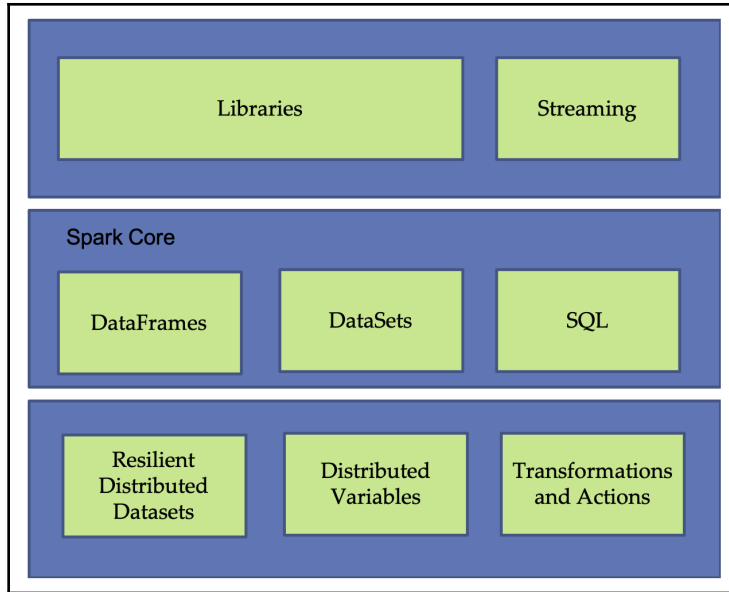 Libraries
Streaming
Spark Core
DataFrames
DataSets
SQL
Resilient
Distributed
Datasets
Distributed
Variables
Transformations
and Actions